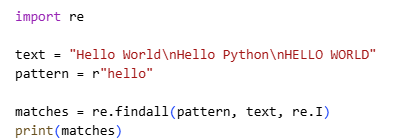 import re
text = "Hello World\nHello Python\nHELLO WORLD"
pattern = r"hello"
matches = re.findall(pattern, text, re.I)
print(matches)